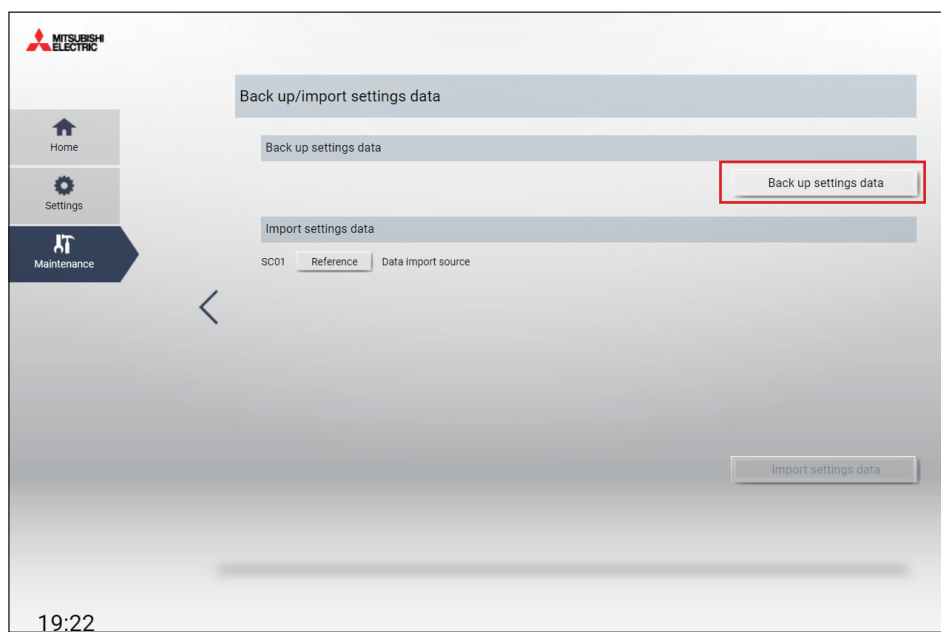 MITSUBISHI
ELECTRIC
Back up/import settings data
Home
Back up settings data
Back up settings data
Settings
Import settings data
Maintenance
SC01 Reference Data import source
Import settings data
19:22